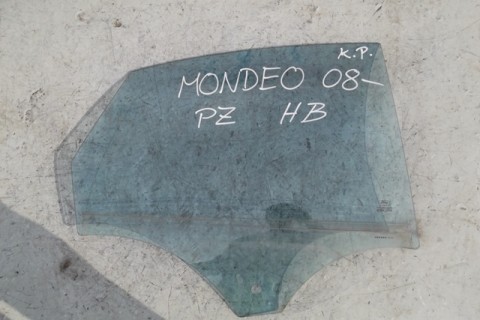 K.P.
MONDEO 08-
PZ HB